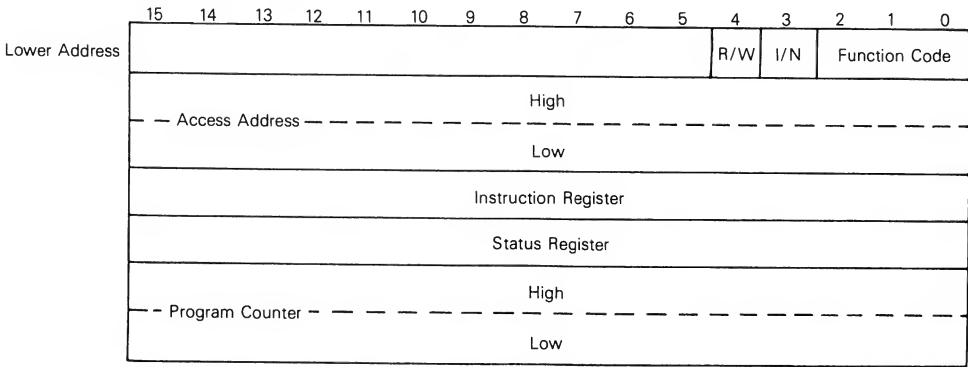 15 14 13 12 11 10 9 8 7 6 5 4 3 2 1 0
Lower Address R/W I/N Function Code
High
Access Address
Low
Instruction Register
Status Register
High
Program Counter
Low